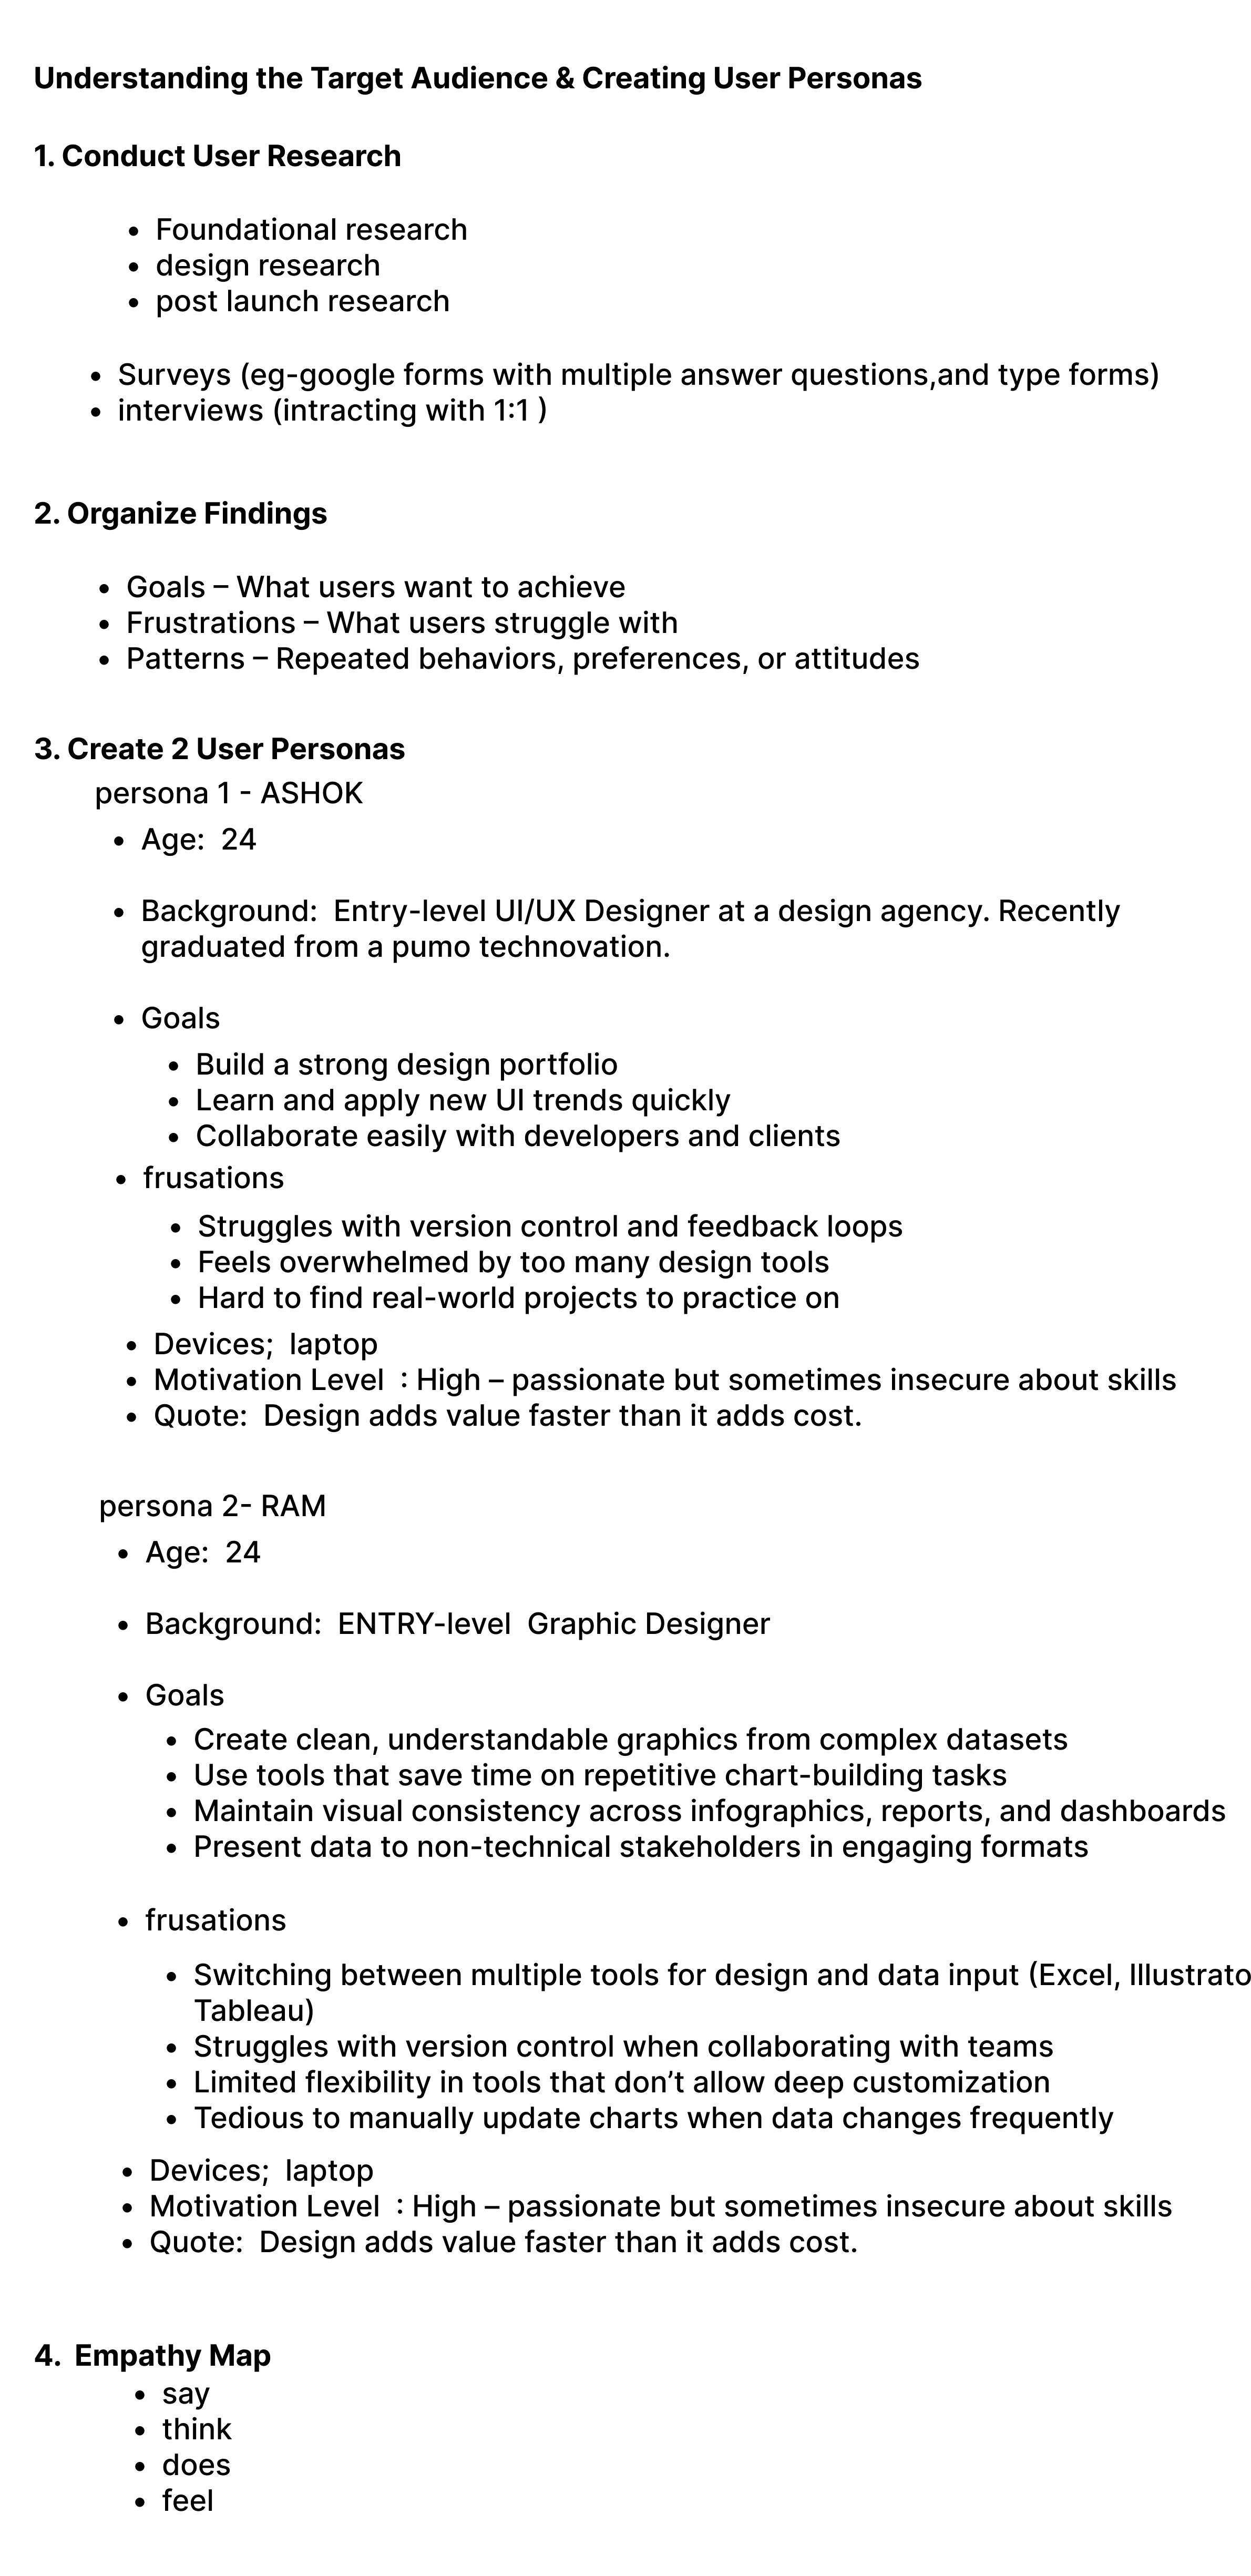 Understanding the Target Audience & Creating User Personas
1. Conduct User Research
• Foundational research
• design research
• post launch research
• Surveys (eg-google forms with multiple answer questions,and type forms)
• interviews (intracting with 1:1 )
2. Organize Findings
• Goals – What users want to achieve
• Frustrations – What users struggle with
• Patterns – Repeated behaviors, preferences, or attitudes
3. Create 2 User Personas
persona 1 - ASHOK
• Age:  24
• Background:  Entry-level UI/UX Designer at a design agency. Recently
graduated from a pumo technovation.
• Goals
• Build a strong design portfolio
• Learn and apply new UI trends quickly
• Collaborate easily with developers and clients
• frusations
• Struggles with version control and feedback loops
• Feels overwhelmed by too many design tools
• Hard to find real-world projects to practice on
• Devices;  laptop
• Motivation Level  : High – passionate but sometimes insecure about skills
• Quote:  Design adds value faster than it adds cost.
persona 2- RAM
• Age:  24
• Background:  ENTRY-level  Graphic Designer
• Goals
• Create clean, understandable graphics from complex datasets
• Use tools that save time on repetitive chart-building tasks
• Maintain visual consistency across infographics, reports, and dashboards
• Present data to non-technical stakeholders in engaging formats
• frusations
• Switching between multiple tools for design and data input (Excel, Illustrato
Tableau)
• Struggles with version control when collaborating with teams
• Limited flexibility in tools that don’t allow deep customization
• Tedious to manually update charts when data changes frequently
• Devices;  laptop
• Motivation Level  : High – passionate but sometimes insecure about skills
• Quote:  Design adds value faster than it adds cost.
4.  Empathy Map
• say
• think
• does
• feel